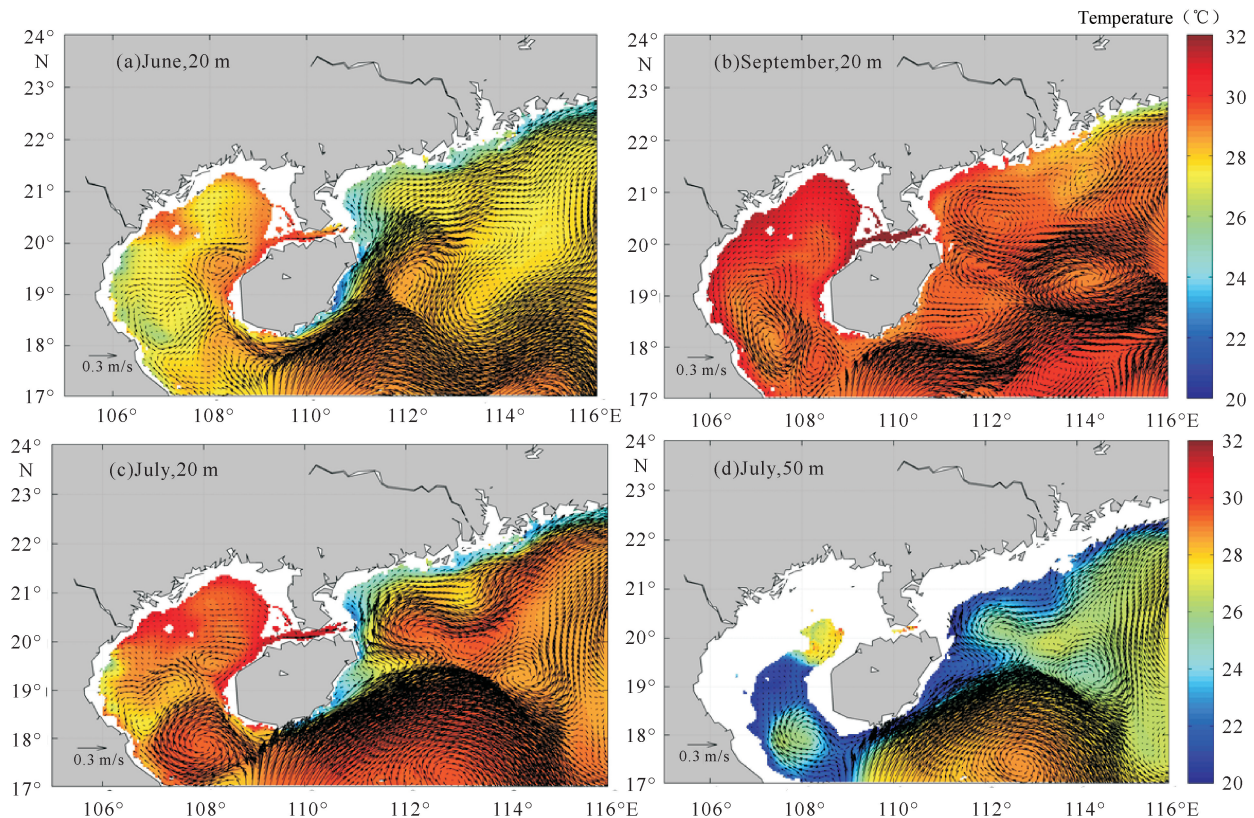 Temperature（℃）
24°
N
23°
22°
21°
20°
19°
18°
17°
(a)June,20 m
0.3 m/s
106° 108° 110° 112° 114° 116°E
24°
N
23°
22°
21°
20°
19°
18°
17°
(b)September,20 m
0.3 m/s
106° 108° 110° 112° 114° 116°E
32
30
28
26
24
22
20
24°
N
23°
22°
21°
20°
19°
18°
17°
(c)July,20 m
0.3 m/s
106° 108° 110° 112° 114° 116°E
24°
N
23°
22°
21°
20°
19°
18°
17°
(d)July,50 m
0.3 m/s
106° 108° 110° 112° 114° 116°E
32
30
28
26
24
22
20